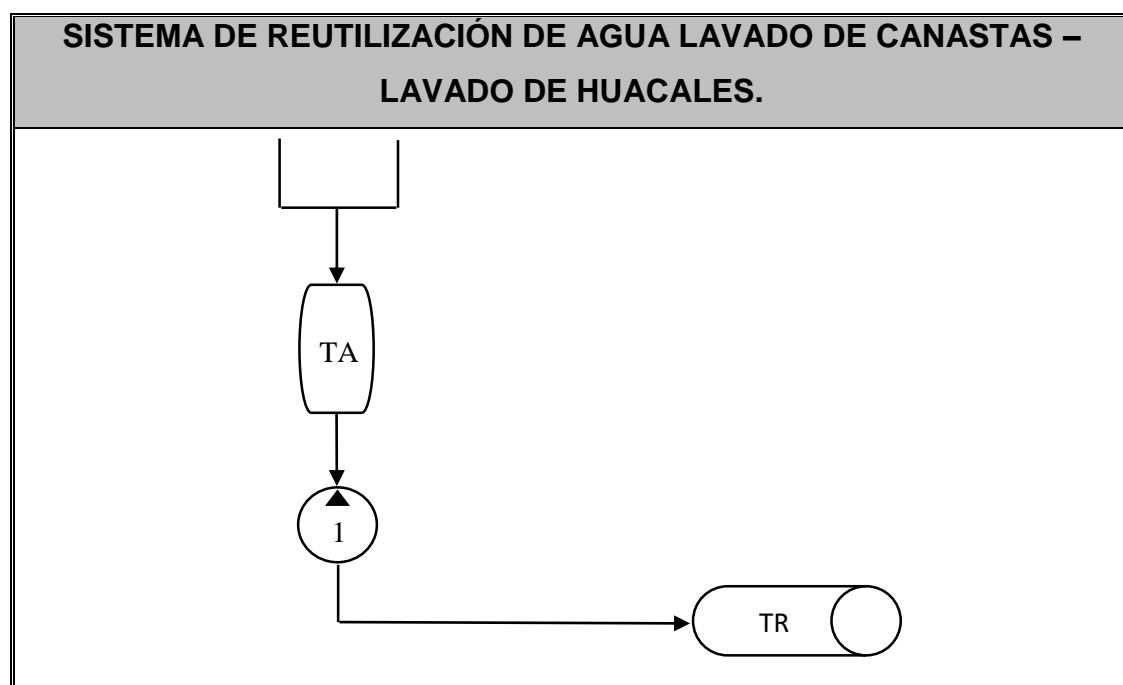 SISTEMA DE REUTILIZACIÓN DE AGUA LAVADO DE CANASTAS –
LAVADO DE HUACALES.
TA
1
TR